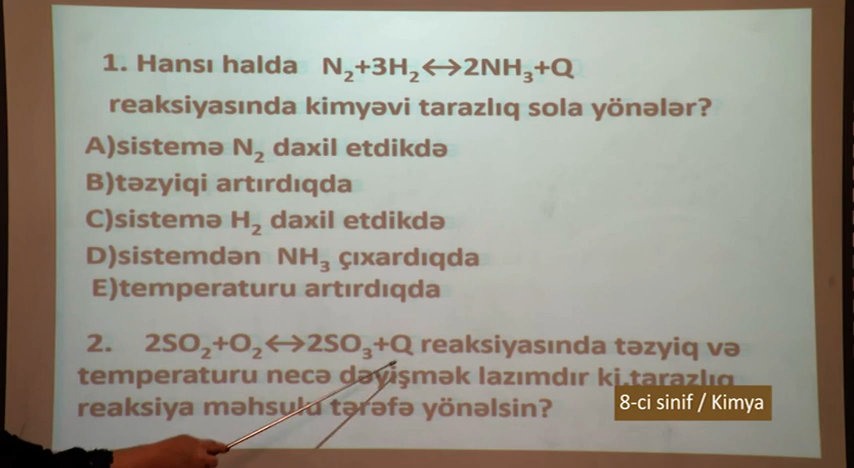 1. Hansı halda N₂+3H₂↔2NH₃+Q
reaksiyasında kimyəvi tarazlıq sola yönələr?
A)sistemə N₂ daxil etdikdə
B)təzyiqi artırdıqda
C)sistemə H₂ daxil etdikdə
D)sistemdən NH₃ çıxardıqda
E)temperaturu artırdıqda
2. 2SO₂+O₂↔2SO₃+Q reaksiyasında təzyiq və
temperaturu necə dəyişmək lazımdır ki,tarazlıq
reaksiya məhsulu tərəfə yönəlsin?
8-ci sinif / Kimya